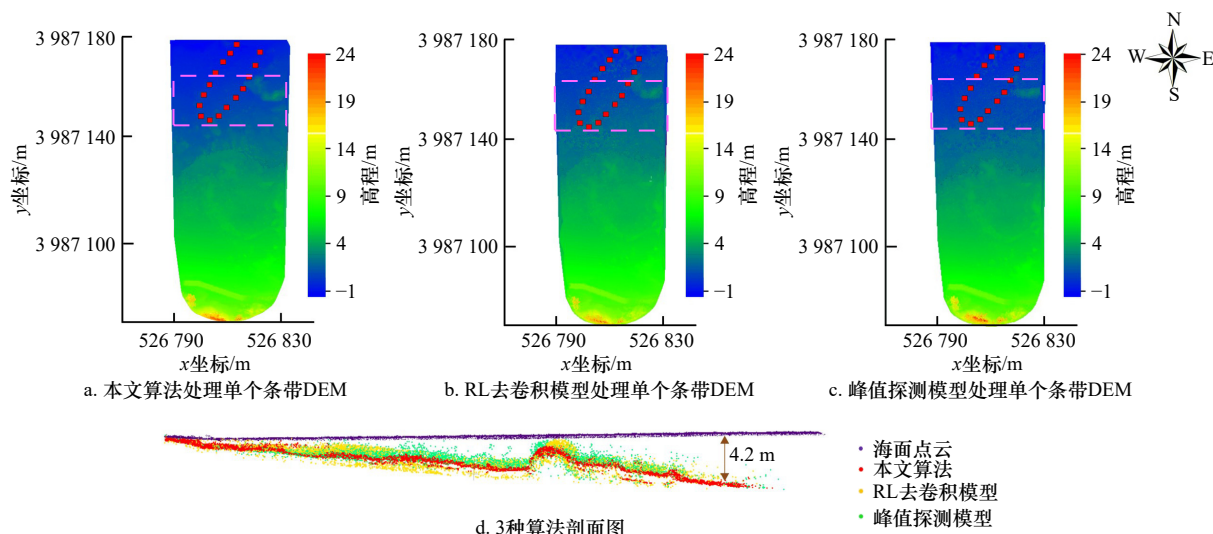 3 987 180
3 987 140
3 987 100
y坐标/m
526 790
526 830
x坐标/m
24
19
14
9
4
−1
高程/m
a. 本文算法处理单个条带DEM
3 987 180
3 987 140
3 987 100
y坐标/m
526 790
526 830
x坐标/m
24
19
14
9
4
−1
高程/m
b. RL去卷积模型处理单个条带DEM
3 987 180
3 987 140
3 987 100
y坐标/m
526 790
526 830
x坐标/m
24
19
14
9
4
−1
高程/m
c. 峰值探测模型处理单个条带DEM
N
W
E
S
4.2 m
海面点云
本文算法
RL去卷积模型
峰值探测模型
d. 3种算法剖面图